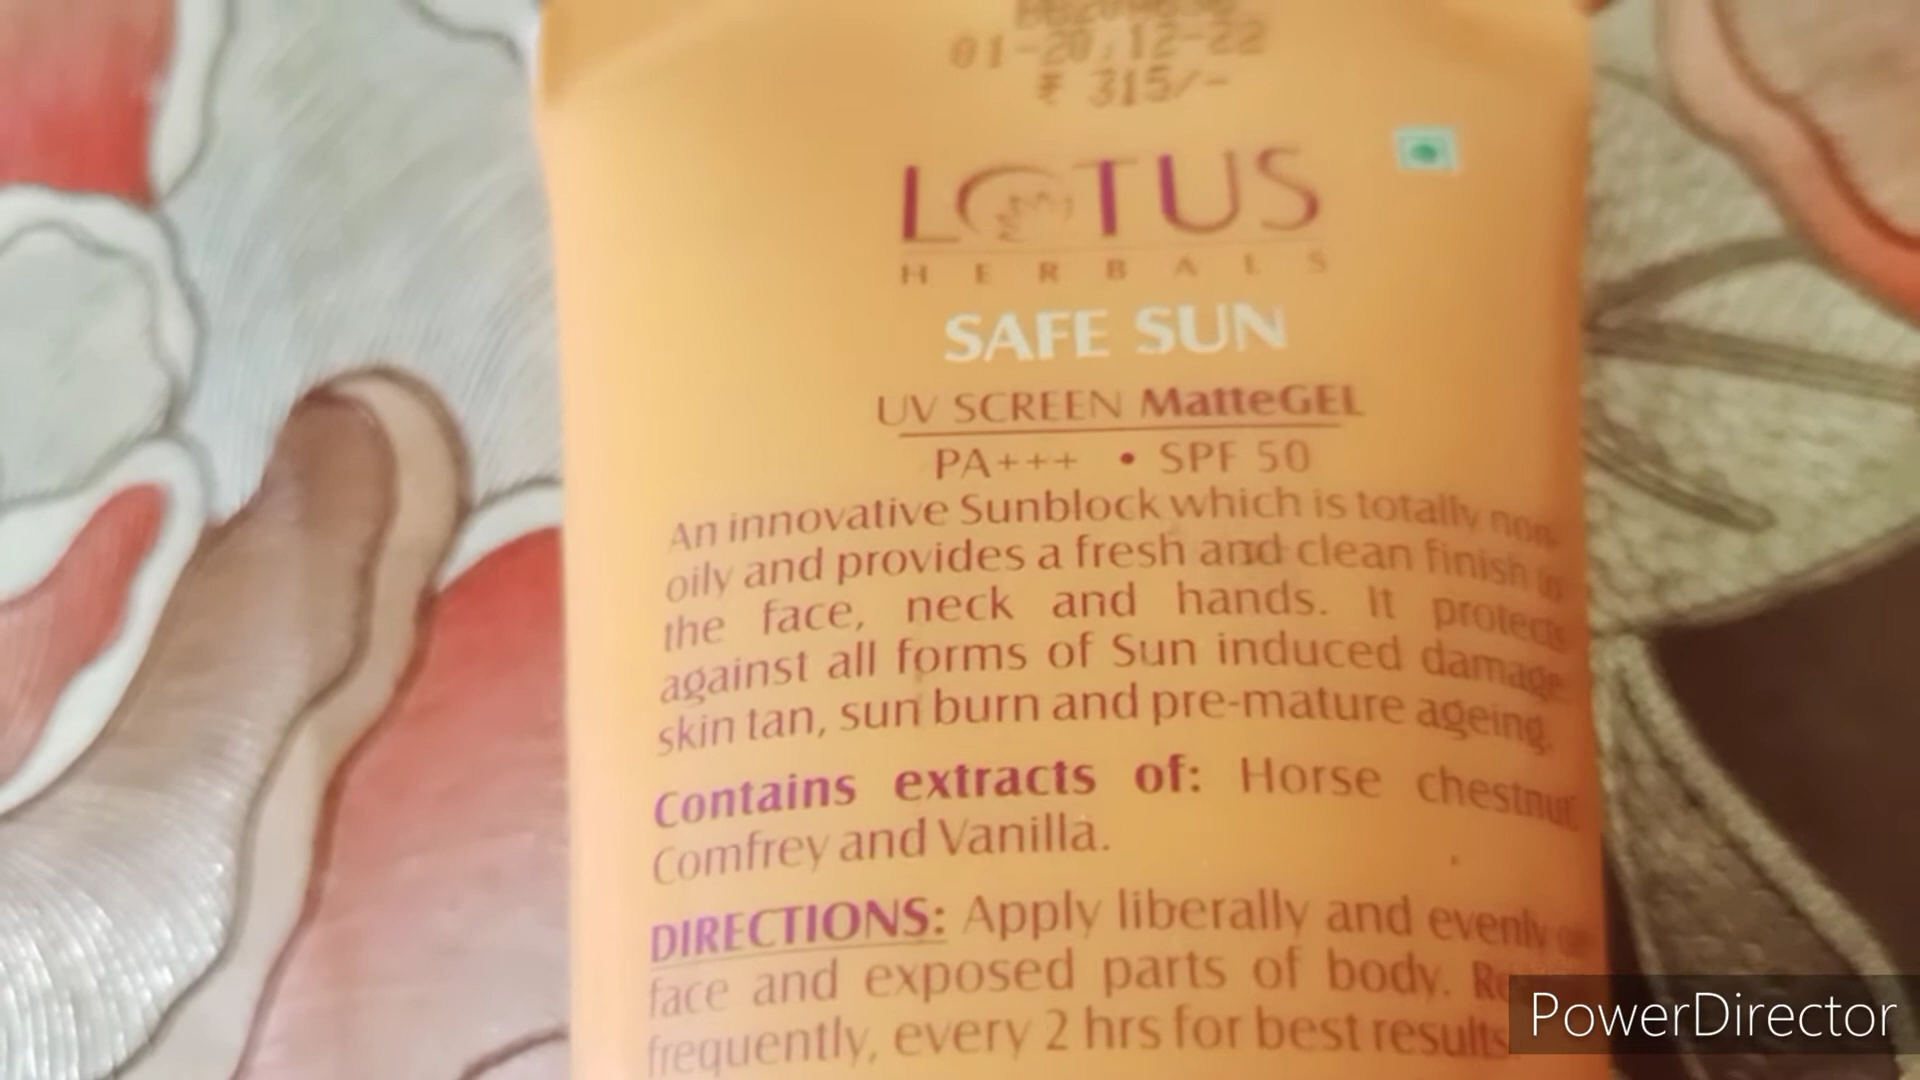 01-20,12-22
₹ 315/-
LOTUS
HERBALS
SAFE SUN
UV SCREEN MatteGEL
PA+++ • SPF 50
An innovative Sunblock which is totally non-
oily and provides a fresh and clean finish to
the face, neck and hands. It protects
against all forms of Sun induced damage
skin tan, sun burn and pre-mature ageing.
Contains extracts of: Horse chestnut
Comfrey and Vanilla.
DIRECTIONS: Apply liberally and evenly on
face and exposed parts of body.
frequently, every 2 hrs for best results
PowerDirector